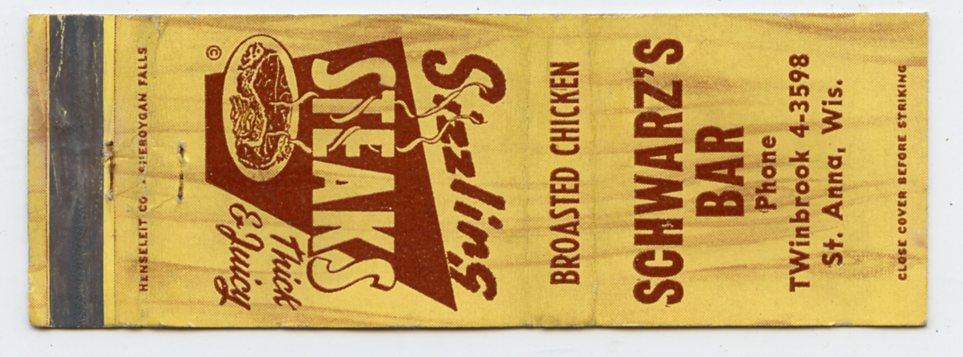 Sizzling
STEAKS
Thick
& Juicy
©
HENSELEIT CO. • SHEBOYGAN FALLS
BROASTED CHICKEN
SCHWARZ'S
BAR
Phone
TWinbrook 4-3598
St. Anna, Wis.
CLOSE COVER BEFORE STRIKING